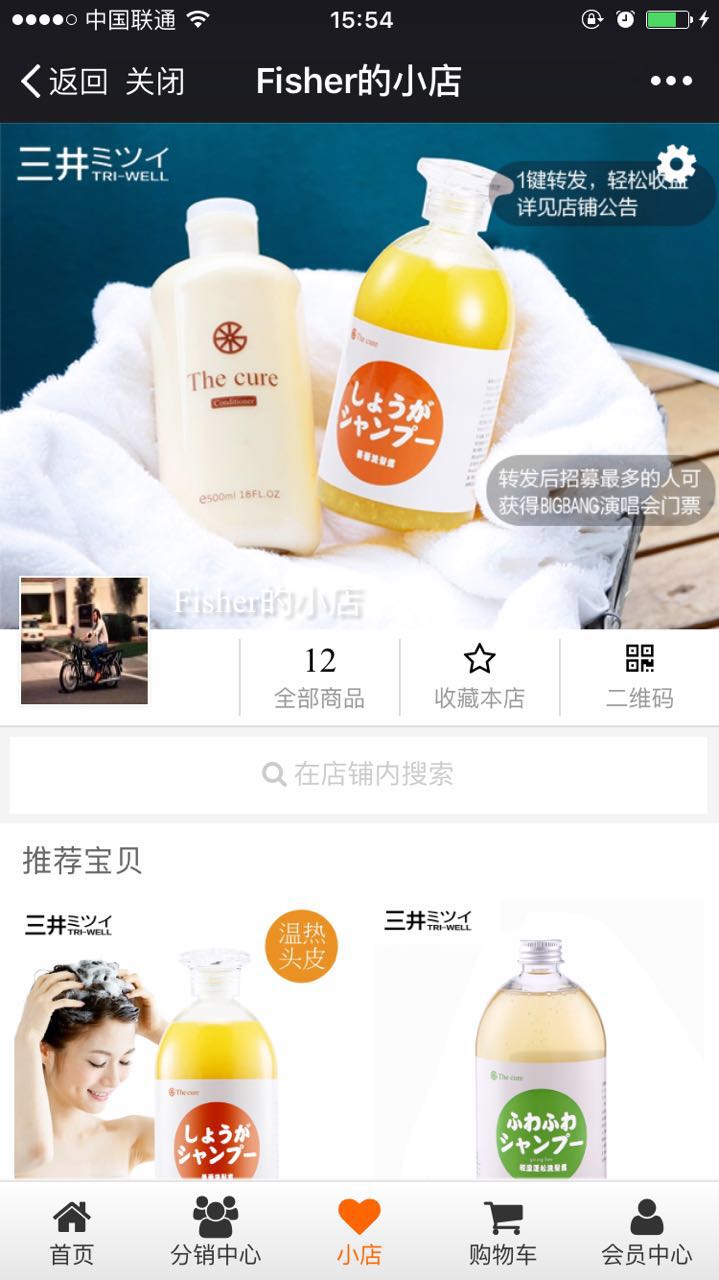 中国联通
15:54
返回 关闭
Fisher的小店
三井ミツイ
TRI-WELL
1键转发，轻松收益
详见店铺公告
The cure
Conditioner
℮500ml 18FL.OZ
The cure
しょうが
シャンプー
转发后招募最多的人可
获得BIGBANG演唱会门票
Fisher的小店
12
全部商品
收藏本店
二维码
在店铺内搜索
推荐宝贝
三井ミツイ
TRI-WELL
温热
头皮
The cure
しょうが
シャンプー
三井ミツイ
TRI-WELL
The cure
ふわふわ
シャンプー
首页
分销中心
小店
购物车
会员中心